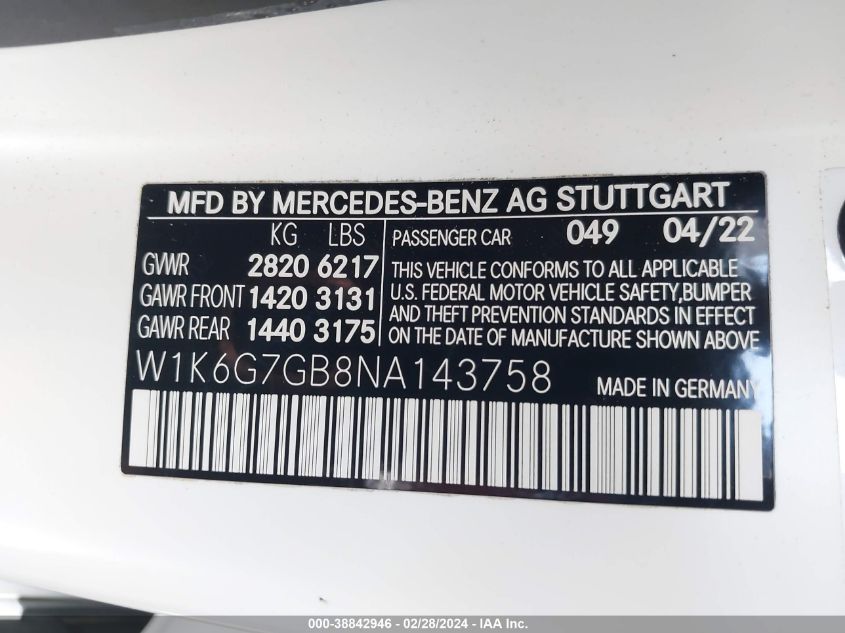 MFD BY MERCEDES-BENZ AG STUTTGART
KG LBS
GVWR 2820 6217
GAWR FRONT 1420 3131
GAWR REAR 1440 3175
PASSENGER CAR 049 04/22
THIS VEHICLE CONFORMS TO ALL APPLICABLE
U.S. FEDERAL MOTOR VEHICLE SAFETY,BUMPER
AND THEFT PREVENTION STANDARDS IN EFFECT
ON THE DATE OF MANUFACTURE SHOWN ABOVE
W1K6G7GB8NA143758 MADE IN GERMANY
000-38842946 - 02/28/2024 - IAA Inc.